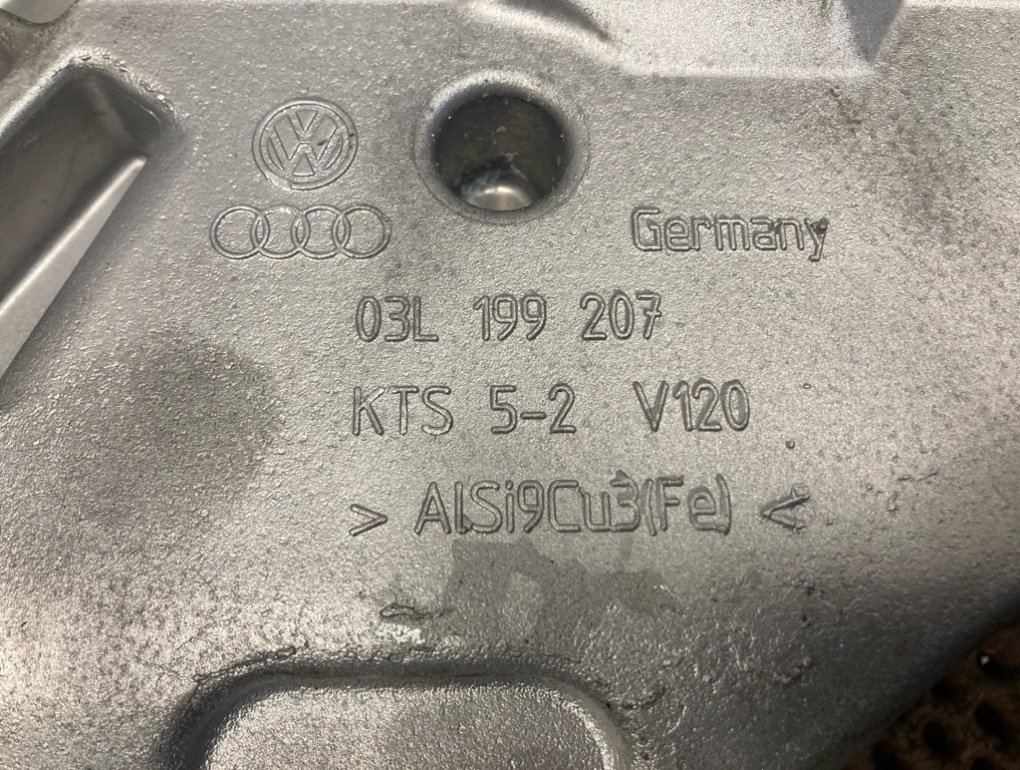 Germany
03L 199 207
KTS 5-2 V120
> AlSi9Cu3(Fe) <